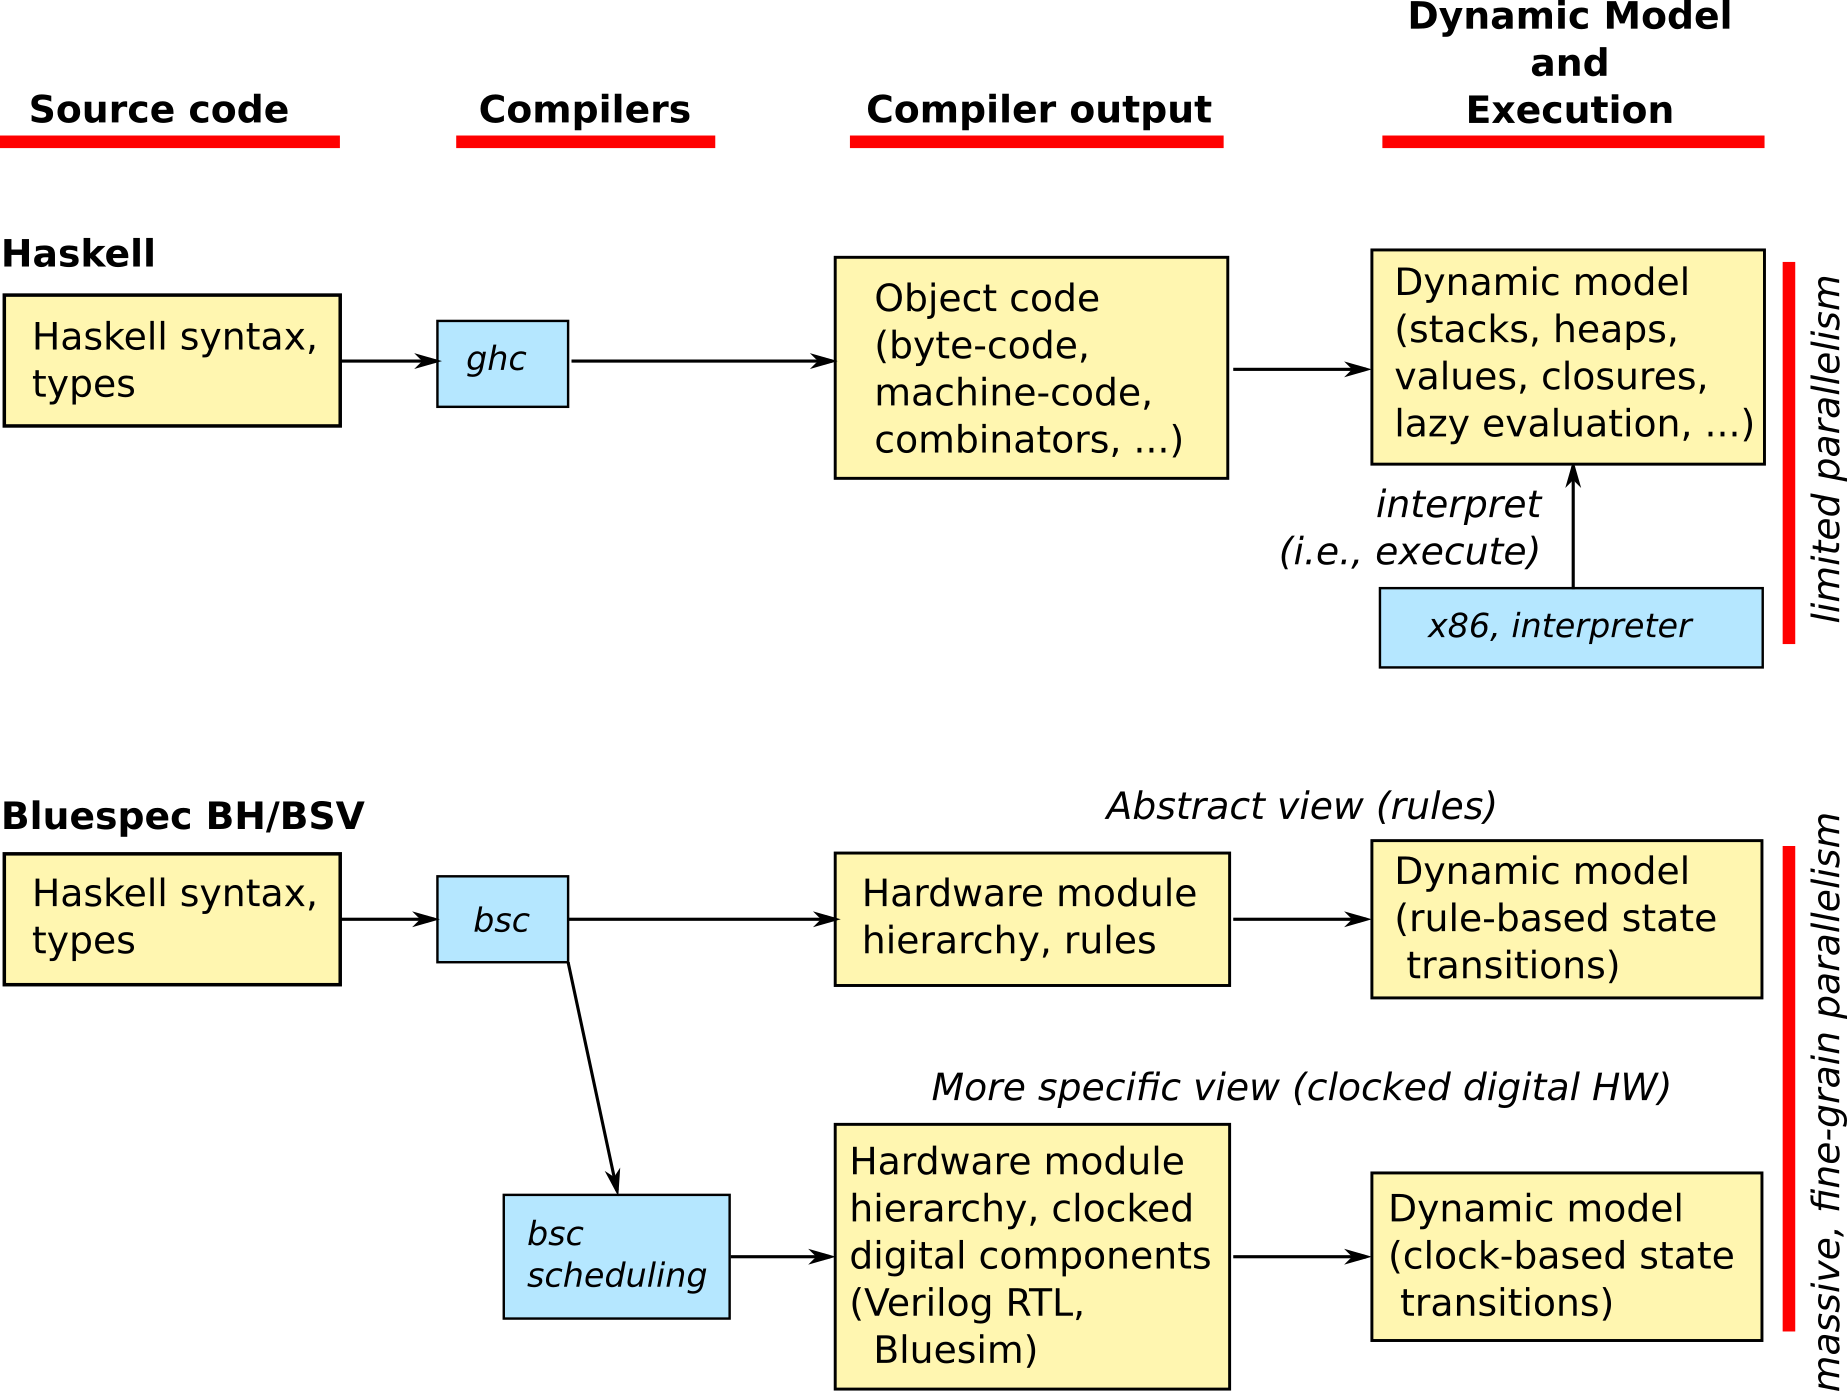 Dynamic Model
and
Execution
Source code
Compilers
Compiler output
Haskell
Haskell syntax,
types
ghc
Object code
(byte-code,
machine-code,
combinators, ...)
Dynamic model
(stacks, heaps,
values, closures,
lazy evaluation, ...)
limited parallelism
interpret
(i.e., execute)
x86, interpreter
Bluespec BH/BSV
Haskell syntax,
types
bsc
Abstract view (rules)
Hardware module
hierarchy, rules
Dynamic model
(rule-based state
transitions)
massive, fine-grain parallelism
More specific view (clocked digital HW)
bsc
scheduling
Hardware module
hierarchy, clocked
digital components
(Verilog RTL,
Bluesim)
Dynamic model
(clock-based state
transitions)